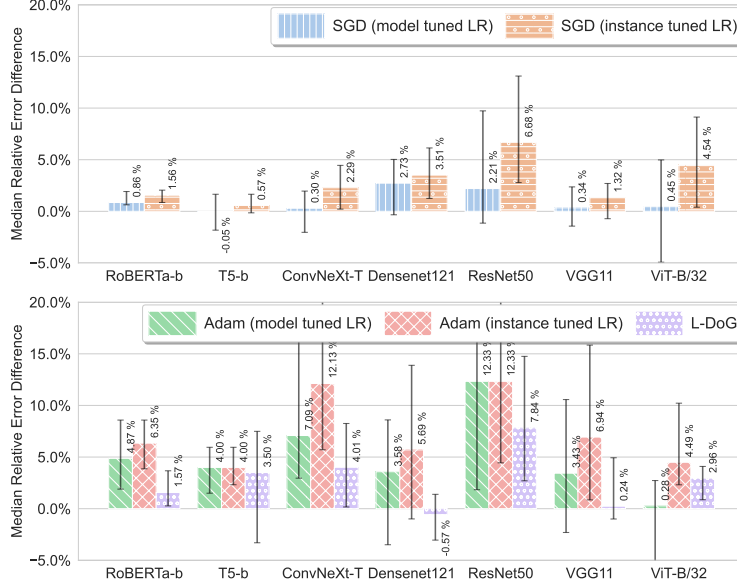 20.0%
SGD (model tuned LR)
SGD (instance tuned LR)
15.0%
10.0%
5.0%
0.0%
−5.0%
Median Relative Error Difference
0.86 %
1.56 %
-0.05 %
0.57 %
0.30 %
2.29 %
2.73 %
3.51 %
2.21 %
6.68 %
0.34 %
1.32 %
0.45 %
4.54 %
RoBERTa-b
T5-b
ConvNeXt-T
Densenet121
ResNet50
VGG11
ViT-B/32
20.0%
Adam (model tuned LR)
Adam (instance tuned LR)
L-DoG
15.0%
10.0%
5.0%
0.0%
−5.0%
Median Relative Error Difference
4.87 %
6.35 %
1.57 %
4.00 %
4.00 %
3.50 %
7.09 %
12.13 %
4.01 %
3.58 %
5.69 %
-0.57 %
12.33 %
12.33 %
7.84 %
3.43 %
6.94 %
0.24 %
0.28 %
4.49 %
2.96 %
RoBERTa-b
T5-b
ConvNeXt-T
Densenet121
ResNet50
VGG11
ViT-B/32